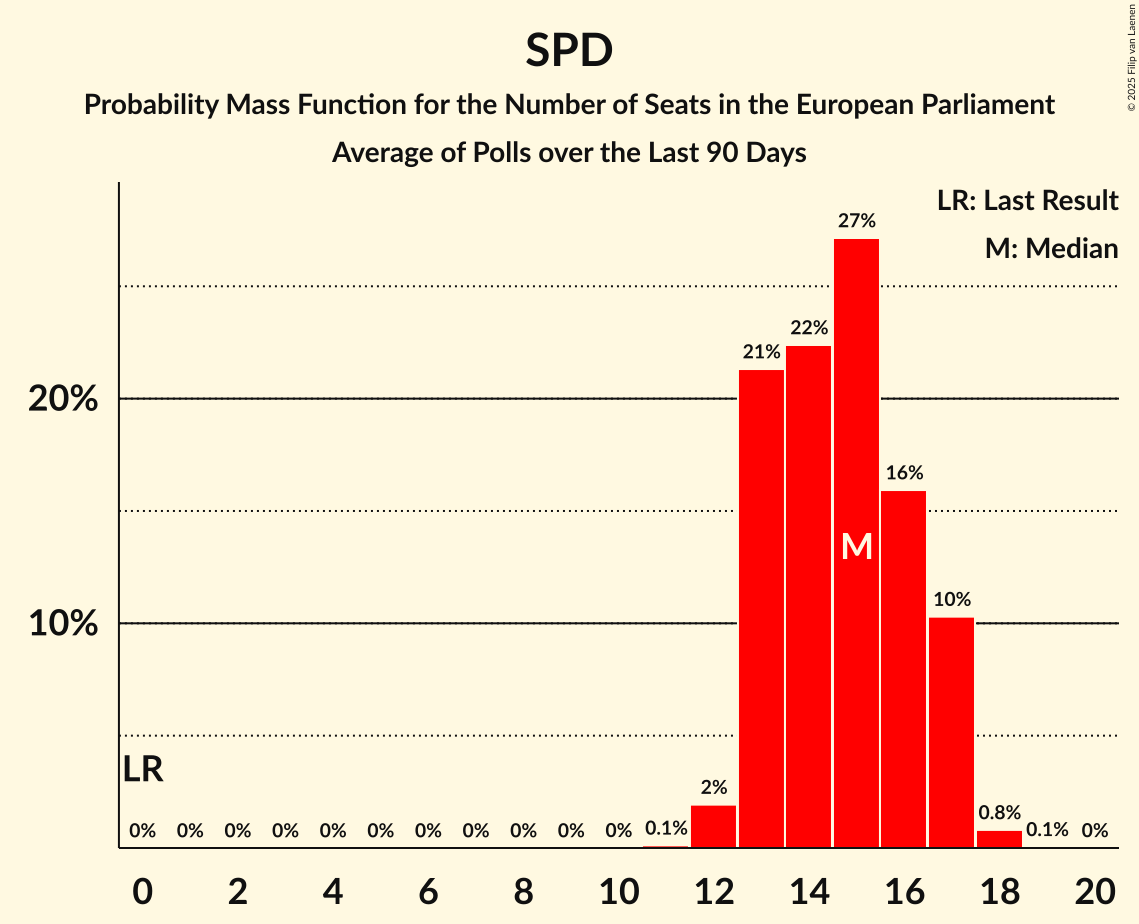 SPD
Probability Mass Function for the Number of Seats in the European Parliament
Average of Polls over the Last 90 Days
© 2025 Filip van Laenen
LR: Last Result
M: Median
27%
22%
21%
20%
16%
M
10%
10%
LR
2%
0% 0% 0% 0% 0% 0% 0% 0% 0% 0% 0% 0.1% 0.8% 0.1% 0%
0 2 4 6 8 10 12 14 16 18 20